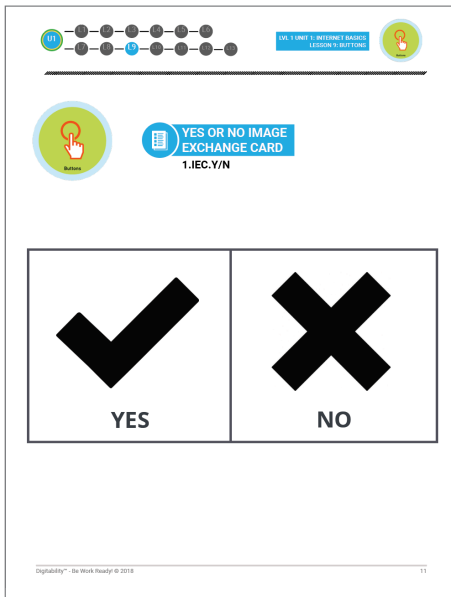 U1
L1 L2 L3 L4 L5 L6
L7 L8 L9 L10 L11 L12 L13
LVL 1 UNIT 1: INTERNET BASICS
LESSON 9: BUTTONS
Buttons
YES OR NO IMAGE
EXCHANGE CARD
1.IEC.Y/N
YES
NO
Digitability™ - Be Work Ready! © 2018
11